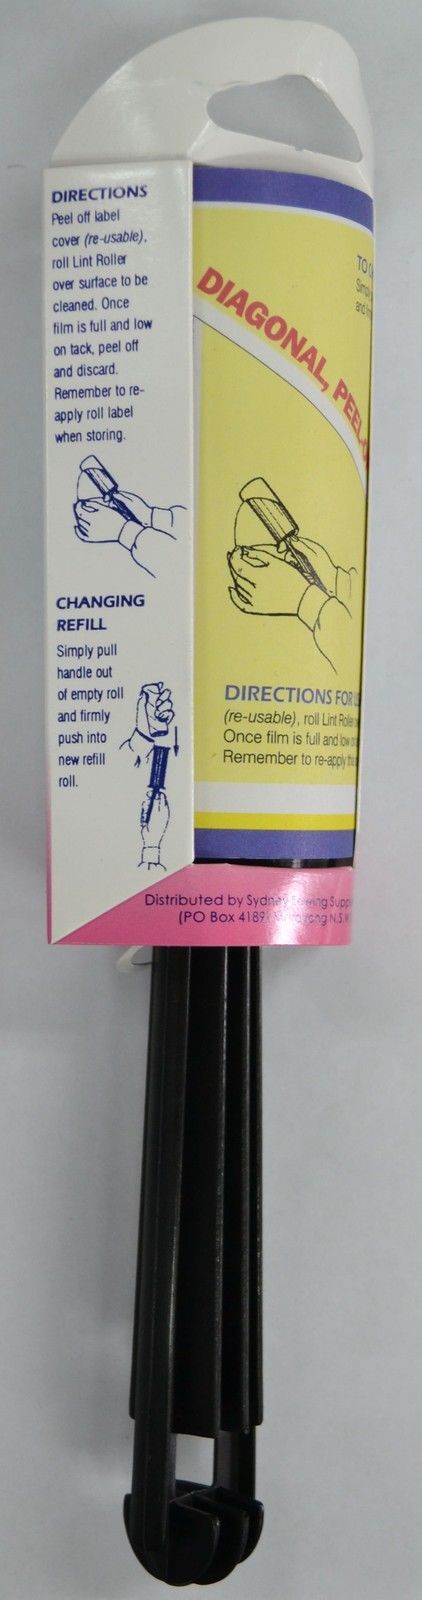 DIRECTIONS
Peel off label
cover (re-usable),
roll Lint Roller
over surface to be
cleaned. Once
film is full and low
on tack, peel off
and discard.
Remember to re-
apply roll label
when storing.
CHANGING
REFILL
Simply pull
handle out
of empty roll
and firmly
push into
new refill
roll.
TO
DIAGONAL, PEEL-
DIRECTIONS FOR
(re-usable), roll Lint Roller
Once film is full and low
Remember to re-apply
Distributed by Sydney Sewing
(PO Box 4189, N.S.W